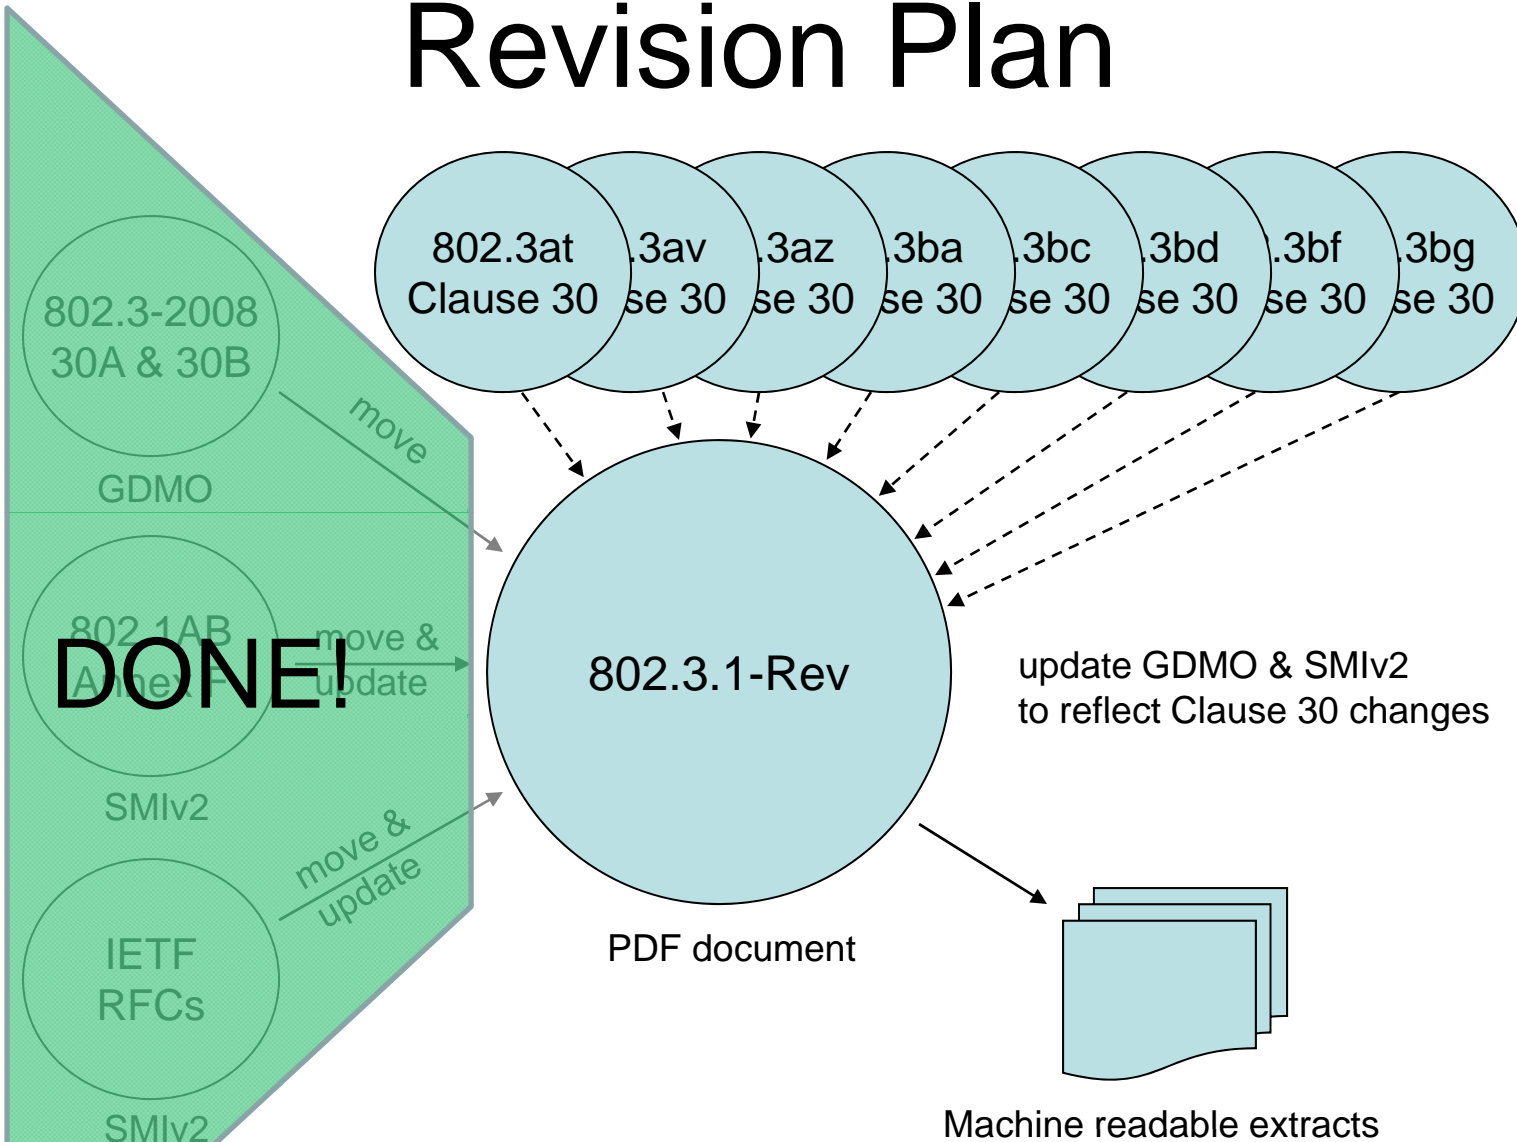 Revision Plan
802.3at
Clause 30
.3av
se 30
.3az
se 30
.3ba
se 30
.3bc
se 30
.3bd
se 30
.3bf
se 30
.3bg
se 30
802.3-2008
30A & 30B
GDMO
move
802.1AB
Annex F
SMIv2
move &
update
DONE!
IETF
RFCs
SMIv2
move &
update
802.3.1-Rev
PDF document
update GDMO & SMIv2
to reflect Clause 30 changes
Machine readable extracts